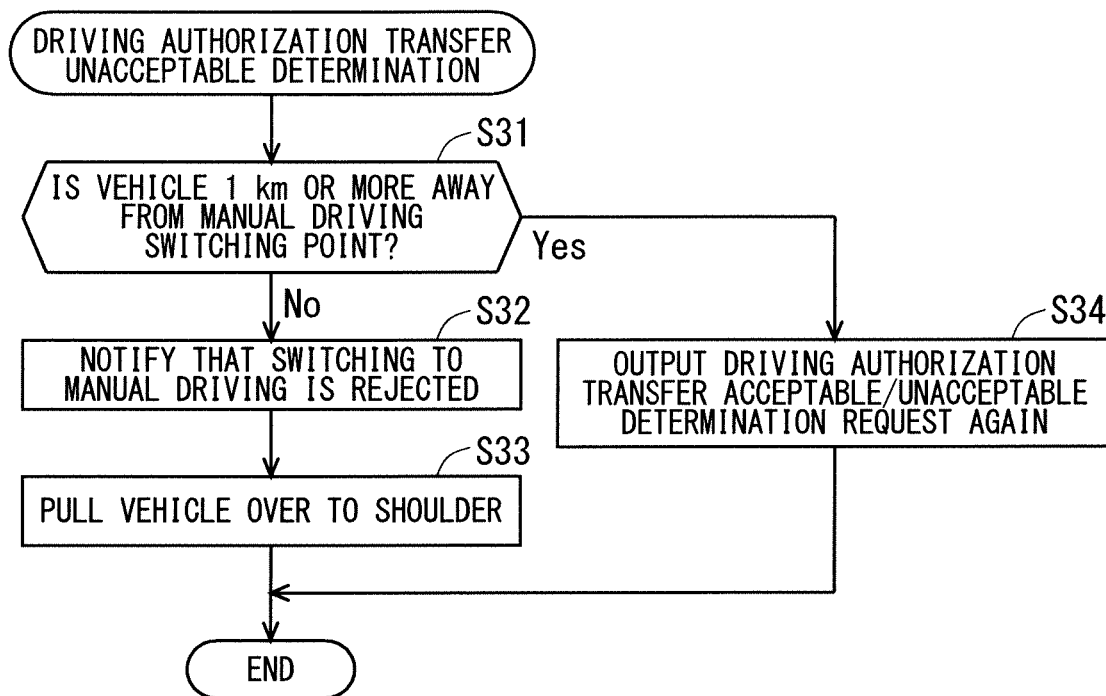 DRIVING AUTHORIZATION TRANSFER
UNACCEPTABLE DETERMINATION
S31
IS VEHICLE 1 km OR MORE AWAY
FROM MANUAL DRIVING
SWITCHING POINT?
Yes
No
S32
NOTIFY THAT SWITCHING TO
MANUAL DRIVING IS REJECTED
S34
OUTPUT DRIVING AUTHORIZATION
TRANSFER ACCEPTABLE/UNACCEPTABLE
DETERMINATION REQUEST AGAIN
S33
PULL VEHICLE OVER TO SHOULDER
END